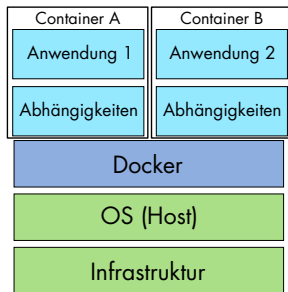 Container A
Container B
Anwendung 1
Anwendung 2
Abhängigkeiten
Abhängigkeiten
Docker
OS (Host)
Infrastruktur